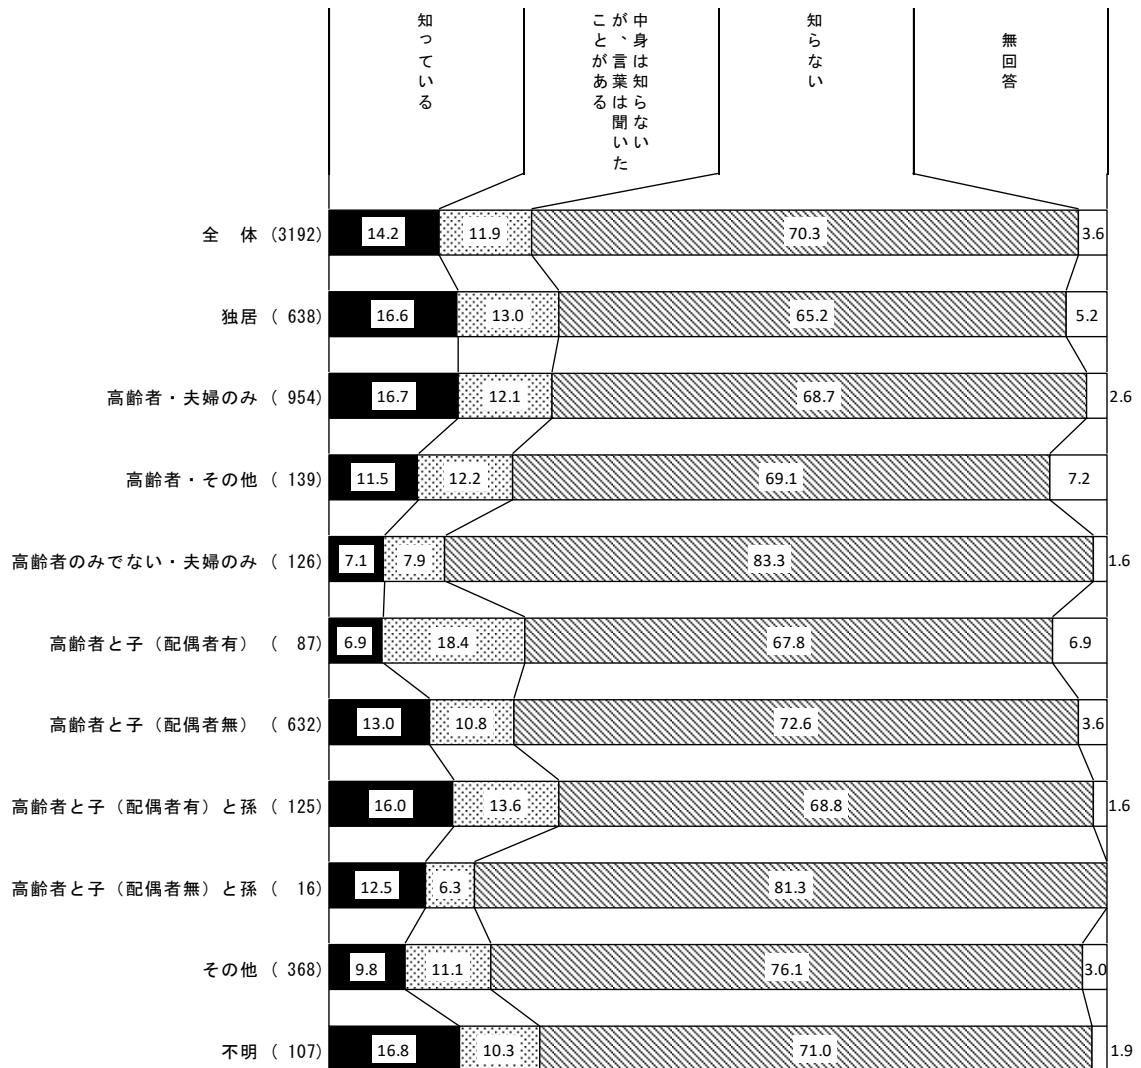 知っている
中身は知らない
が、言葉は聞いた
ことがある
知らない
無回答
全　体 (3192) 14.2 11.9 70.3 3.6
独居 ( 638) 16.6 13.0 65.2 5.2
高齢者・夫婦のみ ( 954) 16.7 12.1 68.7 2.6
高齢者・その他 ( 139) 11.5 12.2 69.1 7.2
高齢者のみでない・夫婦のみ ( 126) 7.1 7.9 83.3 1.6
高齢者と子（配偶者有） (  87) 6.9 18.4 67.8 6.9
高齢者と子（配偶者無） ( 632) 13.0 10.8 72.6 3.6
高齢者と子（配偶者有）と孫 ( 125) 16.0 13.6 68.8 1.6
高齢者と子（配偶者無）と孫 (  16) 12.5 6.3 81.3
その他 ( 368) 9.8 11.1 76.1 3.0
不明 ( 107) 16.8 10.3 71.0 1.9